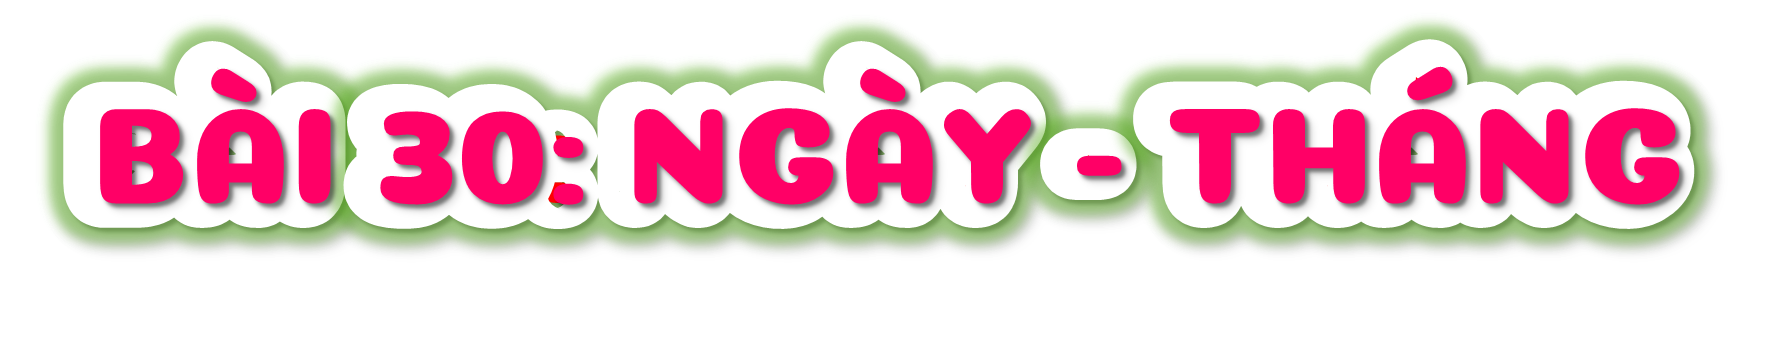 BÀI 30: NGÀY - THÁNG